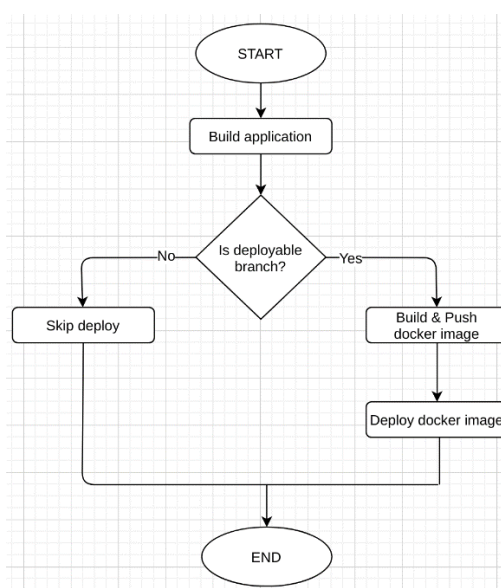 START
Build application
Is deployable
branch?
No
Yes
Skip deploy
Build & Push
docker image
Deploy docker image
END